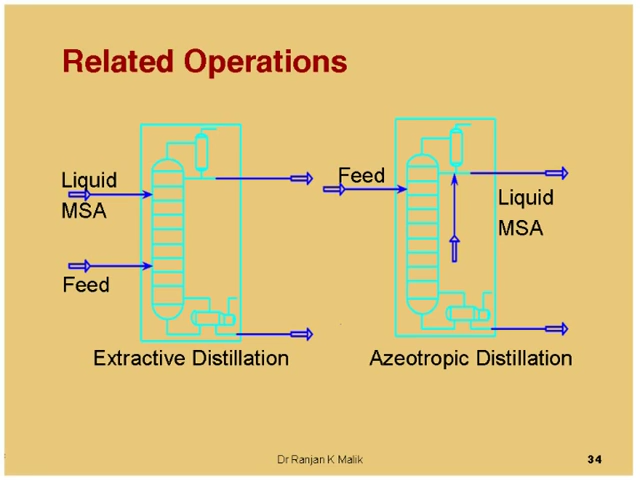 Related Operations
Liquid
MSA
Feed
Extractive Distillation
Feed
Liquid
MSA
Azeotropic Distillation
Dr Ranjan K Malik
34